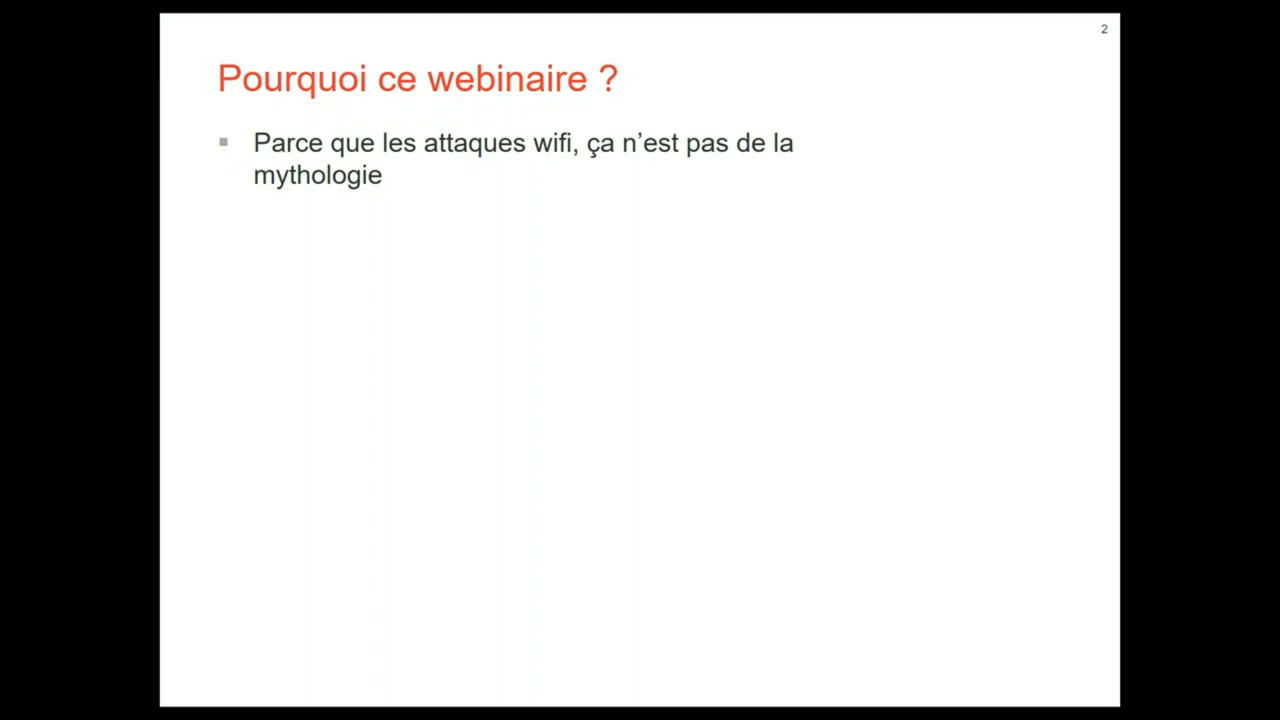 2
Pourquoi ce webinaire ?
▪ Parce que les attaques wifi, ça n’est pas de la
mythologie